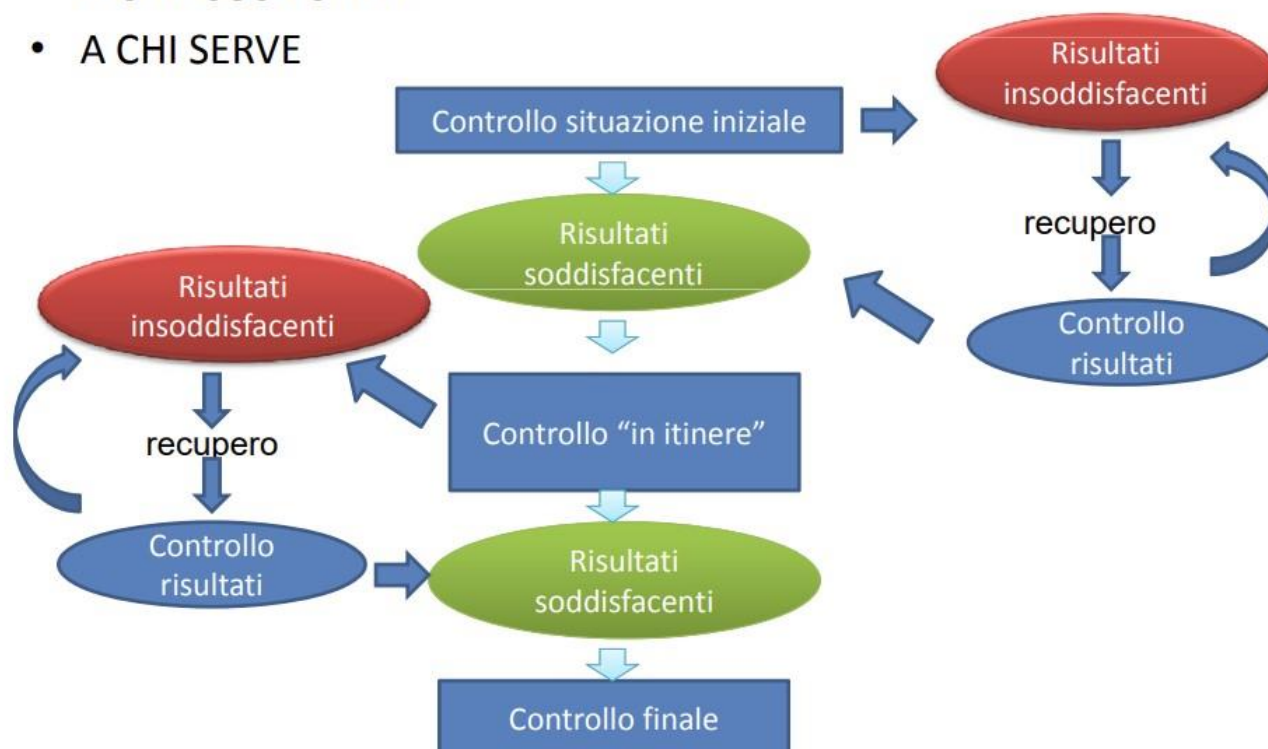 • A CHI SERVE
Risultati
insoddisfacenti
Controllo situazione iniziale
recupero
Risultati
soddisfacenti
Controllo
risultati
Risultati
insoddisfacenti
Controllo “in itinere”
recupero
Controllo
risultati
Risultati
soddisfacenti
Controllo finale